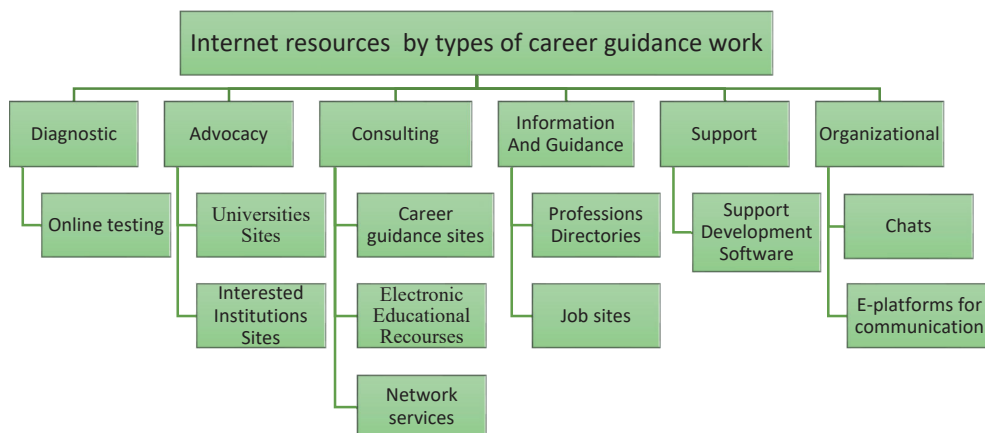 Internet resources  by types of career guidance work
Diagnostic
Advocacy
Consulting
Information
And Guidance
Support
Organizational
Online testing
Universities
Sites
Career
guidance sites
Professions
Directories
Support
Development
Software
Chats
Interested
Institutions
Sites
Electronic
Educational
Recourses
Job sites
E-platforms for
communication
Network
services